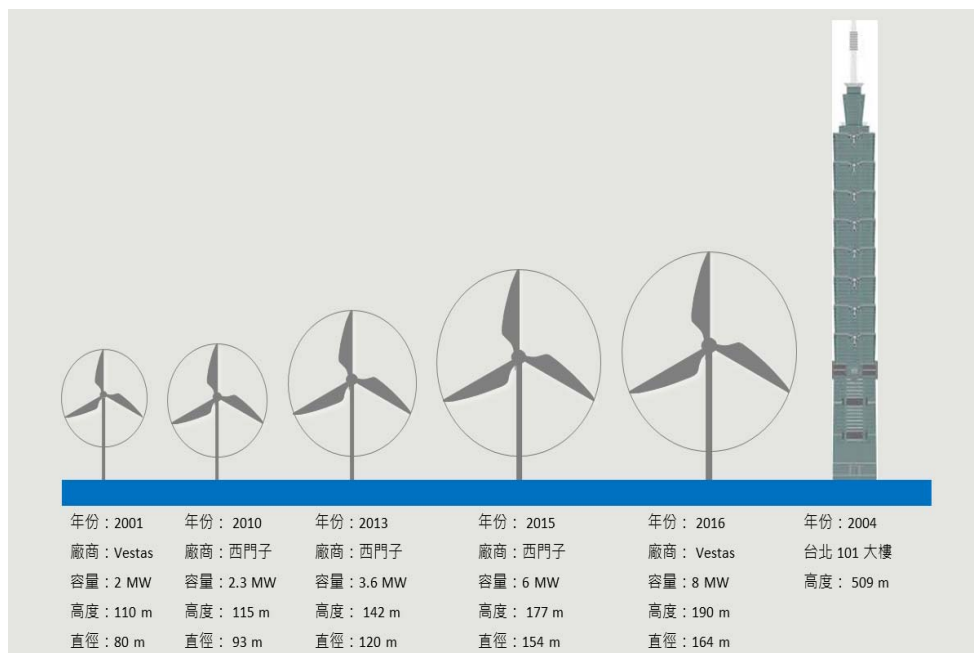 年份：2001
廠商：Vestas
容量：2 MW
高度：110 m
直徑：80 m
年份： 2010
廠商：西門子
容量：2.3 MW
高度： 115 m
直徑： 93 m
年份：2013
廠商：西門子
容量：3.6 MW
高度： 142 m
直徑：120 m
年份： 2015
廠商：西門子
容量：6 MW
高度： 177 m
直徑：154 m
年份： 2016
廠商： Vestas
容量：8 MW
高度：190 m
直徑：164 m
年份：2004
台北 101 大樓
高度： 509 m